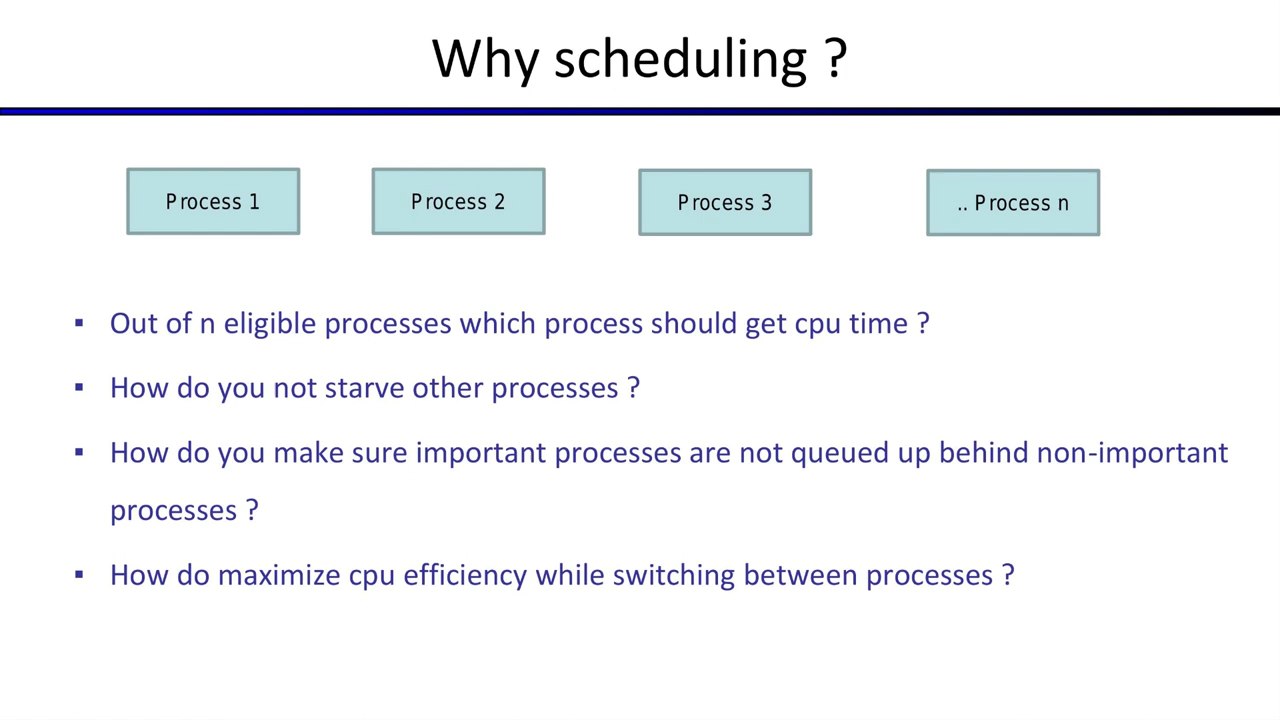 Why scheduling ?
Process 1
Process 2
Process 3
.. Process n
▪ Out of n eligible processes which process should get cpu time ?
▪ How do you not starve other processes ?
▪ How do you make sure important processes are not queued up behind non-important
processes ?
▪ How do maximize cpu efficiency while switching between processes ?